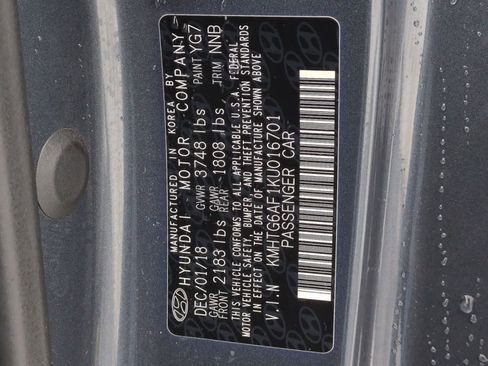 MANUFACTURED IN KOREA BY
HYUNDAI MOTOR COMPANY
DEC/01/18 GVWR 3748 lbs PAINT YG7
GAWR FRONT 2183 lbs GAWR REAR 1808 lbs, TRIM NNB
THIS VEHICLE CONFORMS TO ALL APPLICABLE U.S.A. FEDERAL
MOTOR VEHICLE SAFETY, BUMPER, AND THEFT PREVENTION STANDARDS
IN EFFECT ON THE DATE OF MANUFACTURE SHOWN ABOVE
V.I.N KMHTG6AF1KU016701
PASSENGER CAR